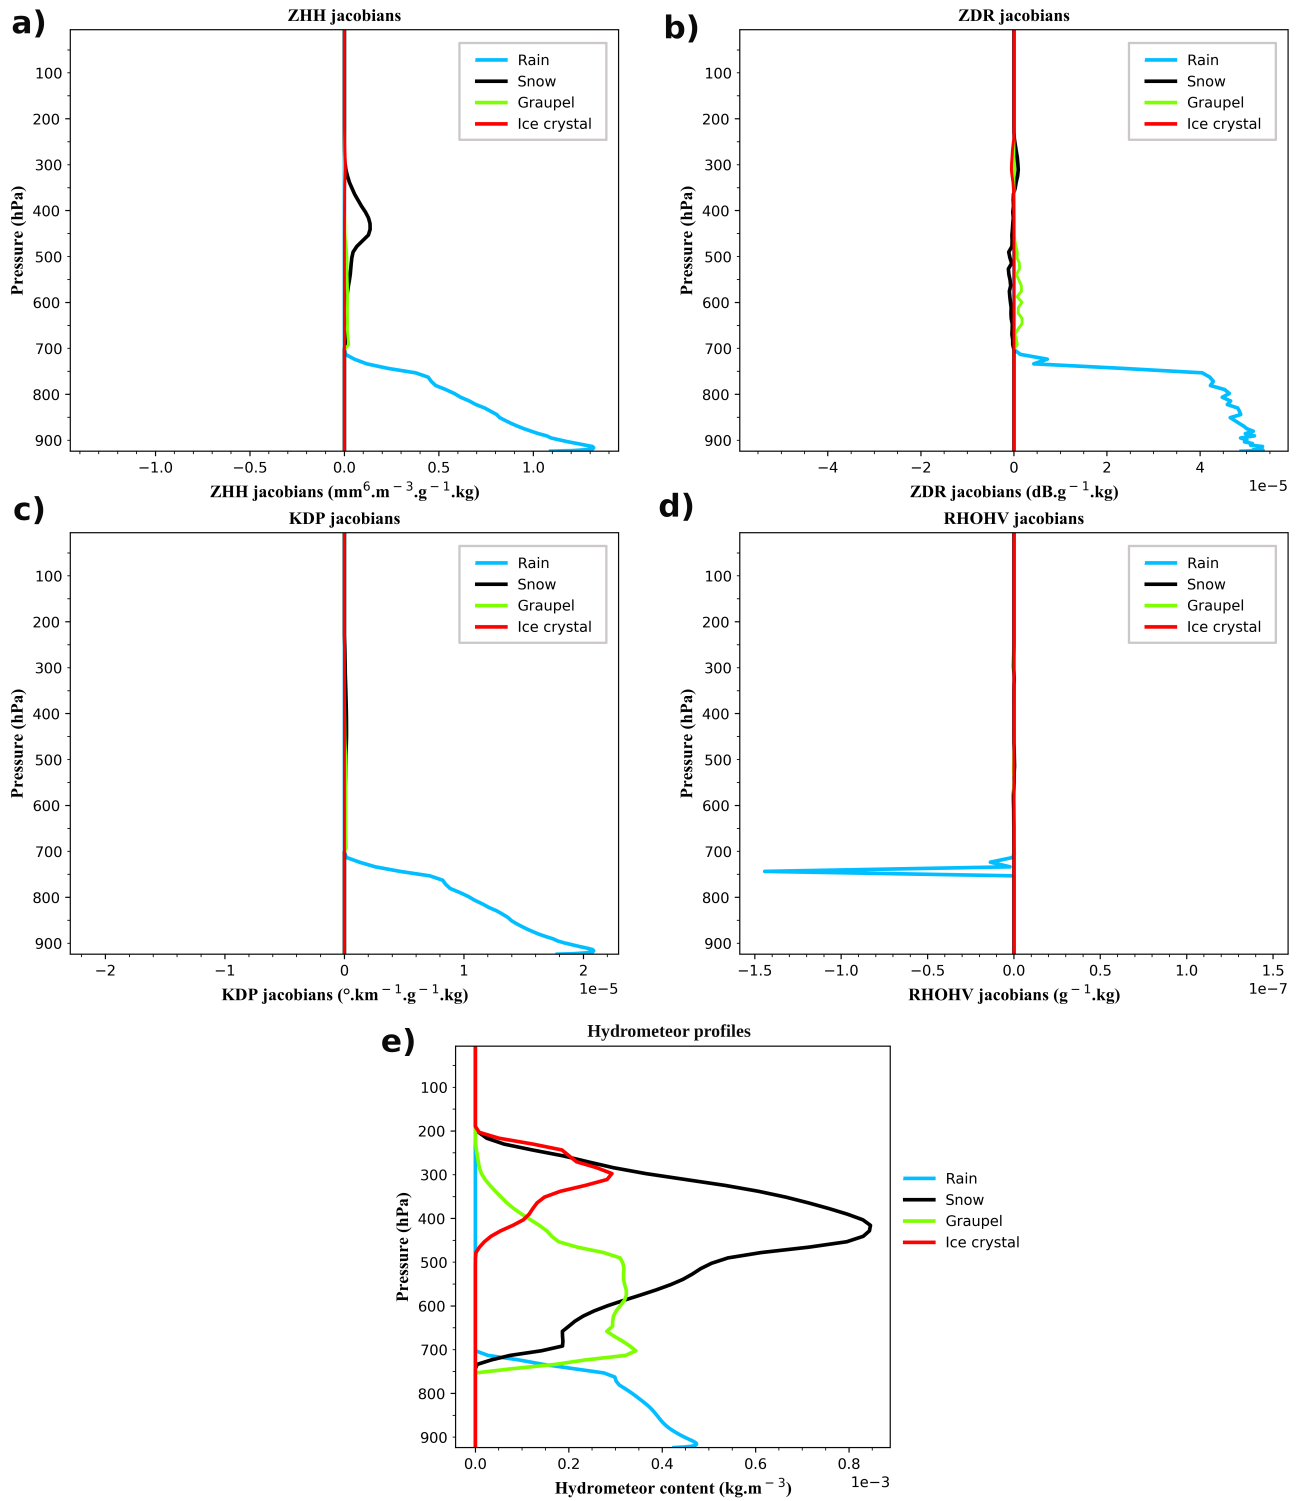 a)
ZHH jacobians
Pressure (hPa)
100
200
300
400
500
600
700
800
900
Rain
Snow
Graupel
Ice crystal
−1.0 −0.5 0.0 0.5 1.0
ZHH jacobians (mm⁶.m⁻³.g⁻¹.kg)
b)
ZDR jacobians
Pressure (hPa)
100
200
300
400
500
600
700
800
900
Rain
Snow
Graupel
Ice crystal
−4 −2 0 2 4
1e−5
ZDR jacobians (dB.g⁻¹.kg)
c)
KDP jacobians
Pressure (hPa)
100
200
300
400
500
600
700
800
900
Rain
Snow
Graupel
Ice crystal
−2 −1 0 1 2
1e−5
KDP jacobians (°.km⁻¹.g⁻¹.kg)
d)
RHOHV jacobians
Pressure (hPa)
100
200
300
400
500
600
700
800
900
Rain
Snow
Graupel
Ice crystal
−1.5 −1.0 −0.5 0.0 0.5 1.0 1.5
1e−7
RHOHV jacobians (g⁻¹.kg)
e)
Hydrometeor profiles
Pressure (hPa)
100
200
300
400
500
600
700
800
900
Rain
Snow
Graupel
Ice crystal
0.0 0.2 0.4 0.6 0.8
1e−3
Hydrometeor content (kg.m⁻³)